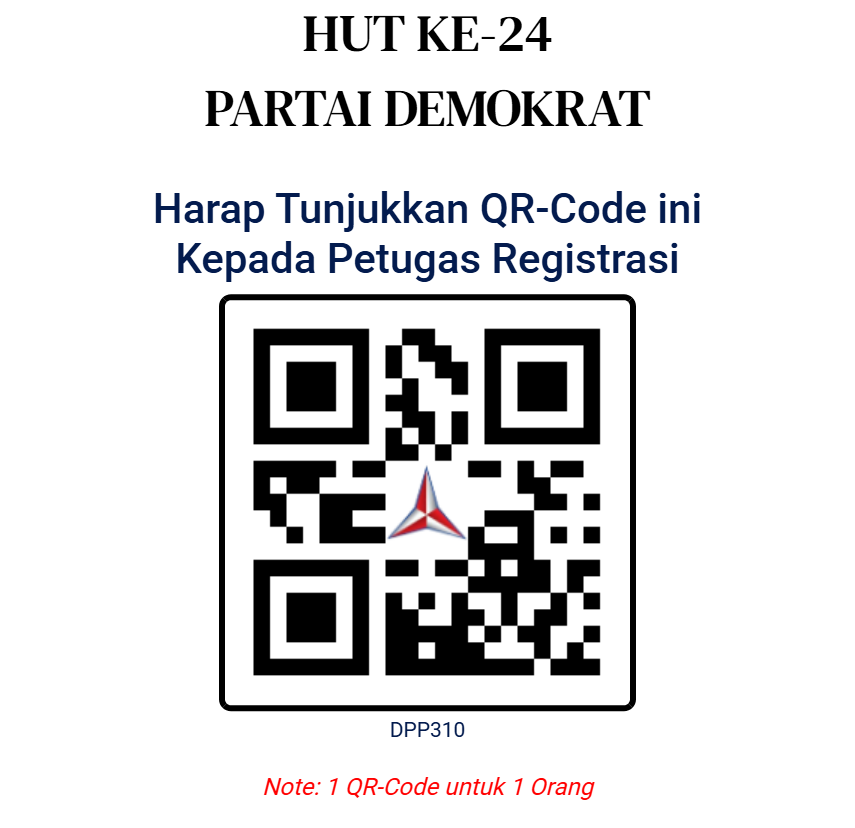 HUT KE-24
PARTAI DEMOKRAT
Harap Tunjukkan QR-Code ini
Kepada Petugas Registrasi
DPP310
Note: 1 QR-Code untuk 1 Orang